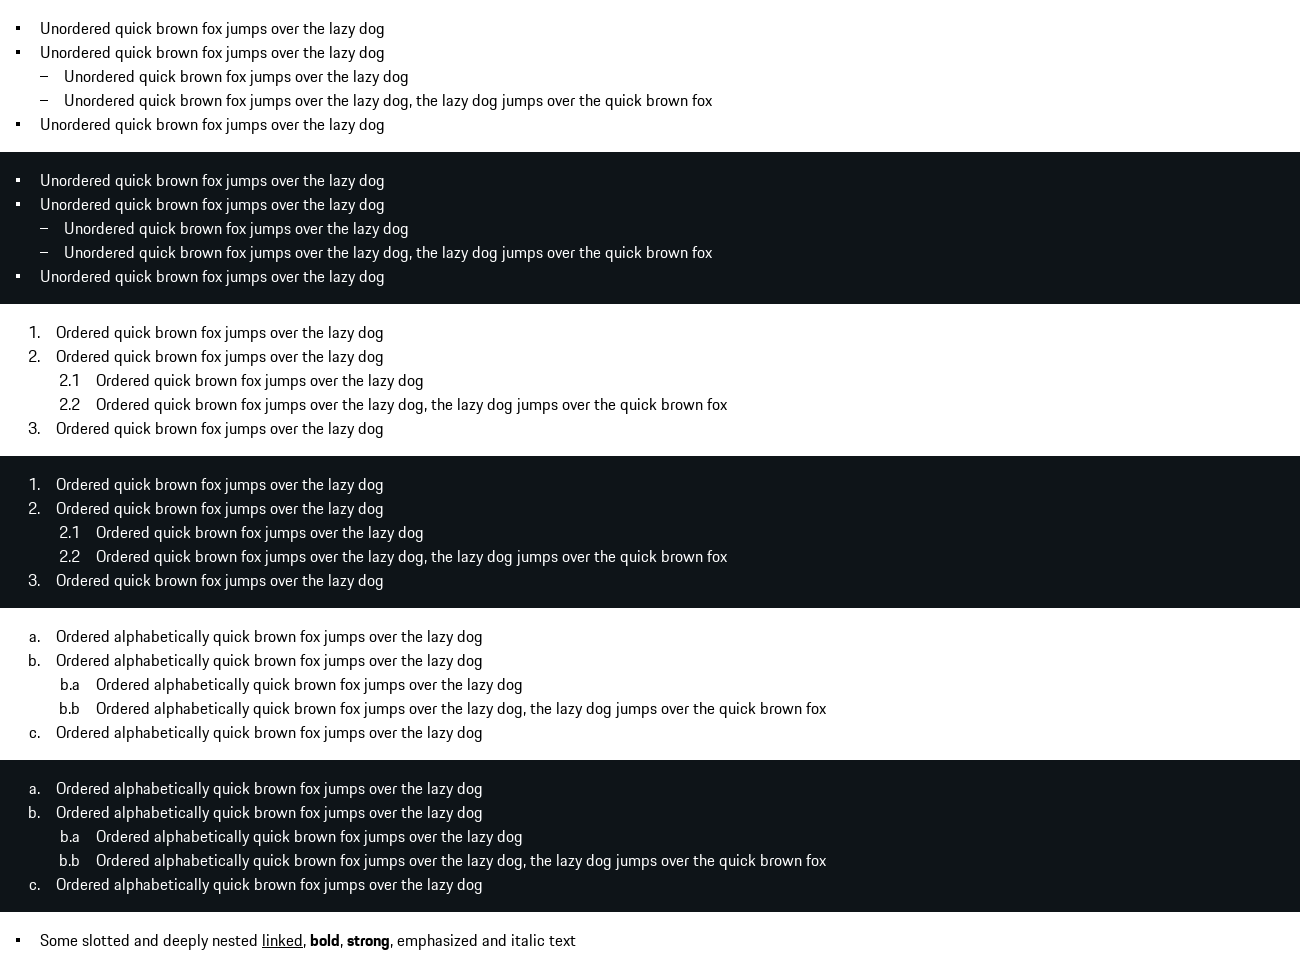 ▪ Unordered quick brown fox jumps over the lazy dog
▪ Unordered quick brown fox jumps over the lazy dog
– Unordered quick brown fox jumps over the lazy dog
– Unordered quick brown fox jumps over the lazy dog, the lazy dog jumps over the quick brown fox
▪ Unordered quick brown fox jumps over the lazy dog
▪ Unordered quick brown fox jumps over the lazy dog
▪ Unordered quick brown fox jumps over the lazy dog
– Unordered quick brown fox jumps over the lazy dog
– Unordered quick brown fox jumps over the lazy dog, the lazy dog jumps over the quick brown fox
▪ Unordered quick brown fox jumps over the lazy dog
1. Ordered quick brown fox jumps over the lazy dog
2. Ordered quick brown fox jumps over the lazy dog
2.1 Ordered quick brown fox jumps over the lazy dog
2.2 Ordered quick brown fox jumps over the lazy dog, the lazy dog jumps over the quick brown fox
3. Ordered quick brown fox jumps over the lazy dog
1. Ordered quick brown fox jumps over the lazy dog
2. Ordered quick brown fox jumps over the lazy dog
2.1 Ordered quick brown fox jumps over the lazy dog
2.2 Ordered quick brown fox jumps over the lazy dog, the lazy dog jumps over the quick brown fox
3. Ordered quick brown fox jumps over the lazy dog
a. Ordered alphabetically quick brown fox jumps over the lazy dog
b. Ordered alphabetically quick brown fox jumps over the lazy dog
b.a Ordered alphabetically quick brown fox jumps over the lazy dog
b.b Ordered alphabetically quick brown fox jumps over the lazy dog, the lazy dog jumps over the quick brown fox
c. Ordered alphabetically quick brown fox jumps over the lazy dog
a. Ordered alphabetically quick brown fox jumps over the lazy dog
b. Ordered alphabetically quick brown fox jumps over the lazy dog
b.a Ordered alphabetically quick brown fox jumps over the lazy dog
b.b Ordered alphabetically quick brown fox jumps over the lazy dog, the lazy dog jumps over the quick brown fox
c. Ordered alphabetically quick brown fox jumps over the lazy dog
▪ Some slotted and deeply nested linked, bold, strong, emphasized and italic text